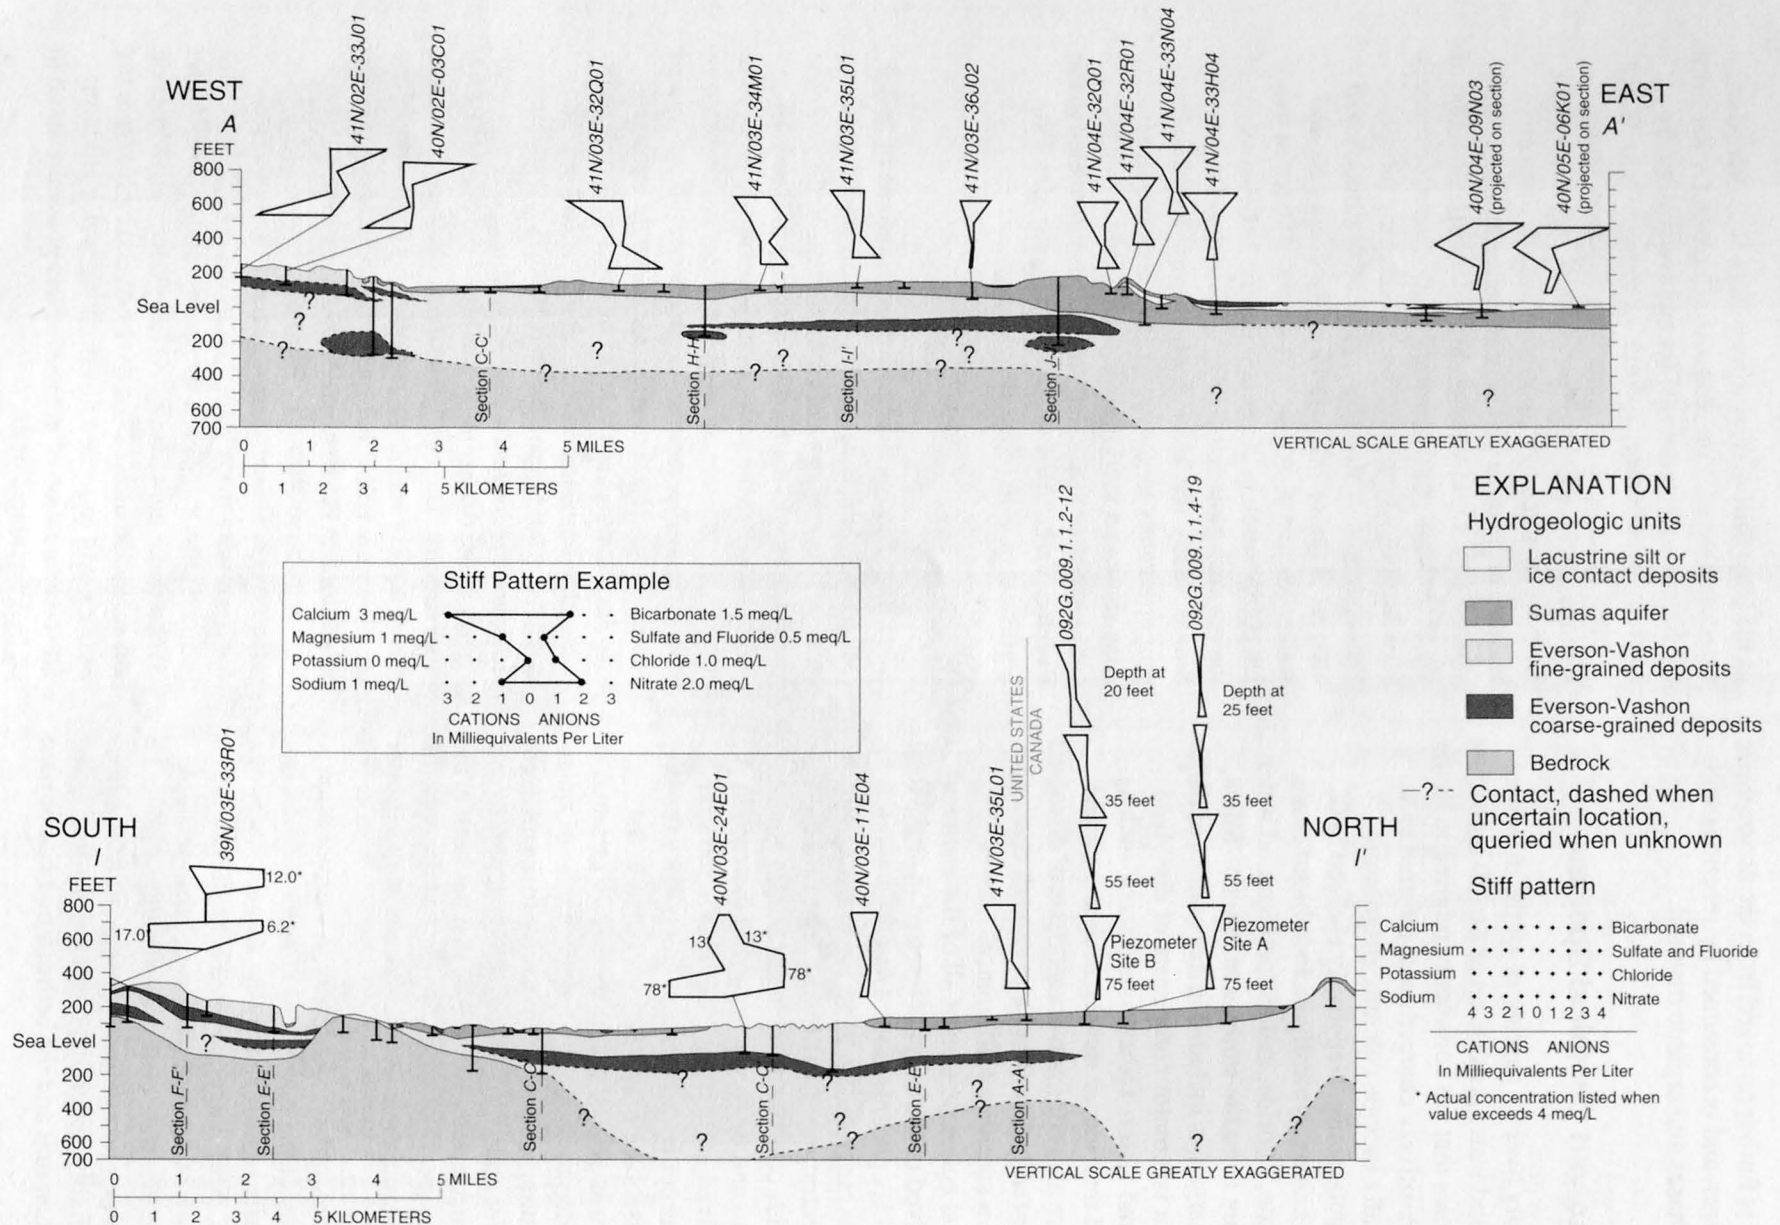 WEST
A
FEET
800
600
400
200
Sea Level
200
400
600
700
41N/02E-33J01
40N/02E-03C01
41N/03E-32Q01
41N/03E-34M01
41N/03E-35L01
41N/03E-36J02
41N/04E-32Q01
41N/04E-32R01
41N/04E-33N04
41N/04E-33H04
40N/04E-09N03
(projected on section)
40N/05E-06K01
(projected on section)
EAST
A'
?
?
?
?
?
?
?
?
?
?
?
?
?
?
Section C-C'
Section H-H'
Section I-I'
Section J-J'
0 1 2 3 4 5 MILES
0 1 2 3 4 5 KILOMETERS
VERTICAL SCALE GREATLY EXAGGERATED
Stiff Pattern Example
Calcium 3 meq/L Bicarbonate 1.5 meq/L
Magnesium 1 meq/L Sulfate and Fluoride 0.5 meq/L
Potassium 0 meq/L Chloride 1.0 meq/L
Sodium 1 meq/L Nitrate 2.0 meq/L
3 2 1 0 1 2 3
CATIONS ANIONS
In Milliequivalents Per Liter
EXPLANATION
Hydrogeologic units
Lacustrine silt or
ice contact deposits
Sumas aquifer
Everson-Vashon
fine-grained deposits
Everson-Vashon
coarse-grained deposits
Bedrock
—?-- Contact, dashed when
uncertain location,
queried when unknown
Stiff pattern
Calcium Bicarbonate
Magnesium Sulfate and Fluoride
Potassium Chloride
Sodium Nitrate
4 3 2 1 0 1 2 3 4
CATIONS ANIONS
In Milliequivalents Per Liter
* Actual concentration listed when
value exceeds 4 meq/L
SOUTH
I
FEET
800
600
400
200
Sea Level
200
400
600
700
39N/03E-33R01
12.0*
17.0*
6.2*
40N/03E-24E01
13
13*
78*
78*
40N/03E-11E04
41N/03E-35L01
UNITED STATES
CANADA
092G.009.1.1.2-12
Depth at
20 feet
35 feet
55 feet
Piezometer
Site B
75 feet
092G.009.1.1.4-19
Depth at
25 feet
35 feet
55 feet
Piezometer
Site A
75 feet
NORTH
I'
?
?
?
?
?
?
?
?
?
?
?
Section F-F'
Section E-E'
Section C-C'
Section C-C'
Section E-E'
Section A-A'
0 1 2 3 4 5 MILES
0 1 2 3 4 5 KILOMETERS
VERTICAL SCALE GREATLY EXAGGERATED